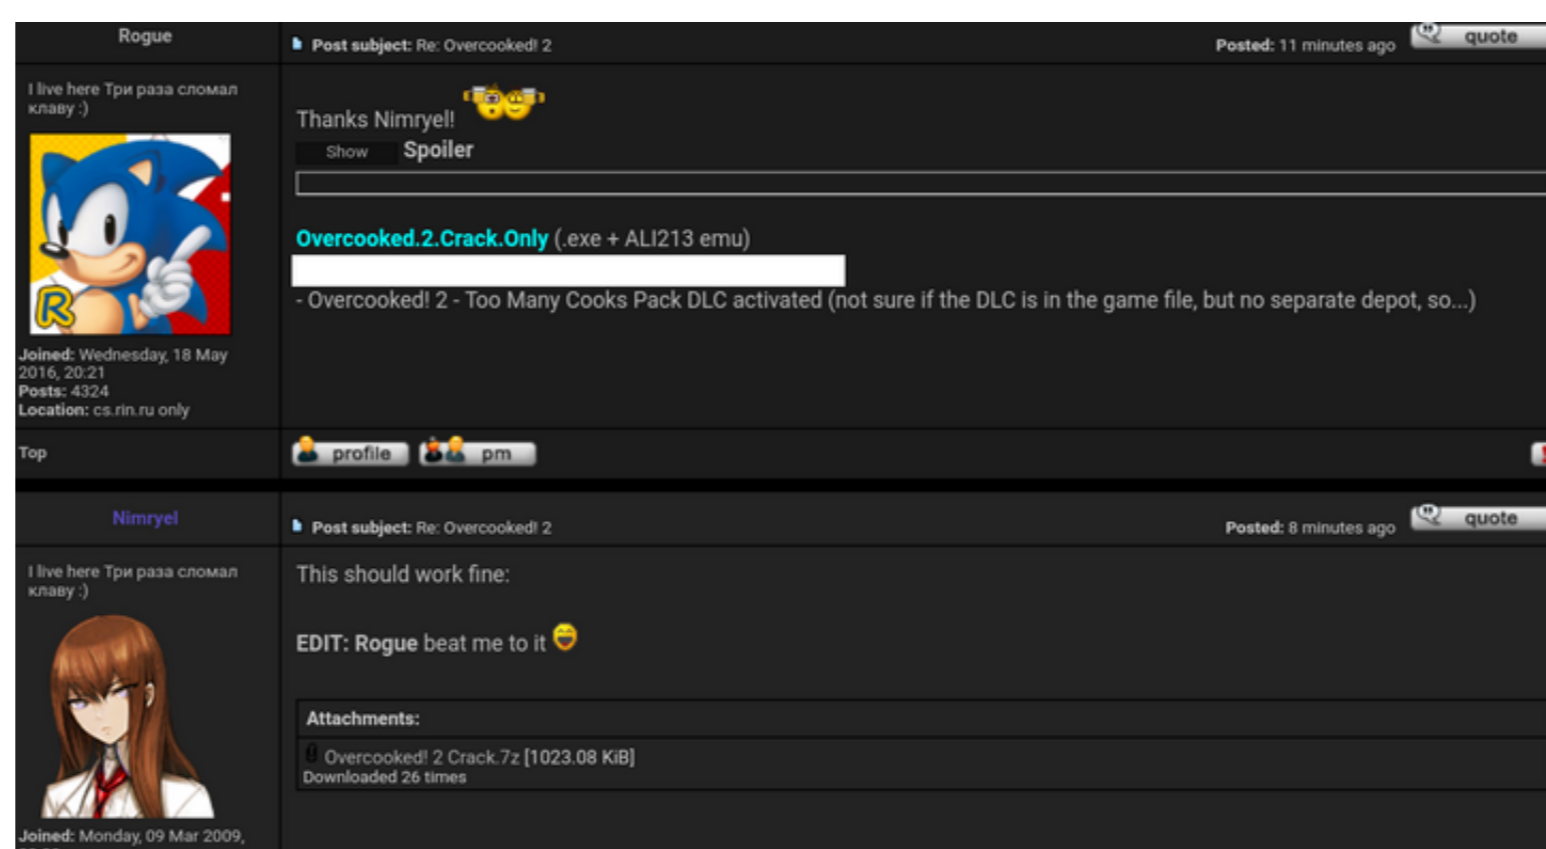 Rogue
Post subject: Re: Overcooked! 2
Posted: 11 minutes ago
quote
I live here Три раза сломал
клаву :)
R
Joined: Wednesday, 18 May
2016, 20:21
Posts: 4324
Location: cs.rin.ru only
Thanks Nimryel!
Show Spoiler
Overcooked.2.Crack.Only (.exe + ALI213 emu)
- Overcooked! 2 - Too Many Cooks Pack DLC activated (not sure if the DLC is in the game file, but no separate depot, so...)
Top
profile pm
Nimryel
Post subject: Re: Overcooked! 2
Posted: 8 minutes ago
quote
I live here Три раза сломал
клаву :)
Joined: Monday, 09 Mar 2009,
This should work fine:
EDIT: Rogue beat me to it
Attachments:
Overcooked! 2 Crack.7z [1023.08 KiB]
Downloaded 26 times